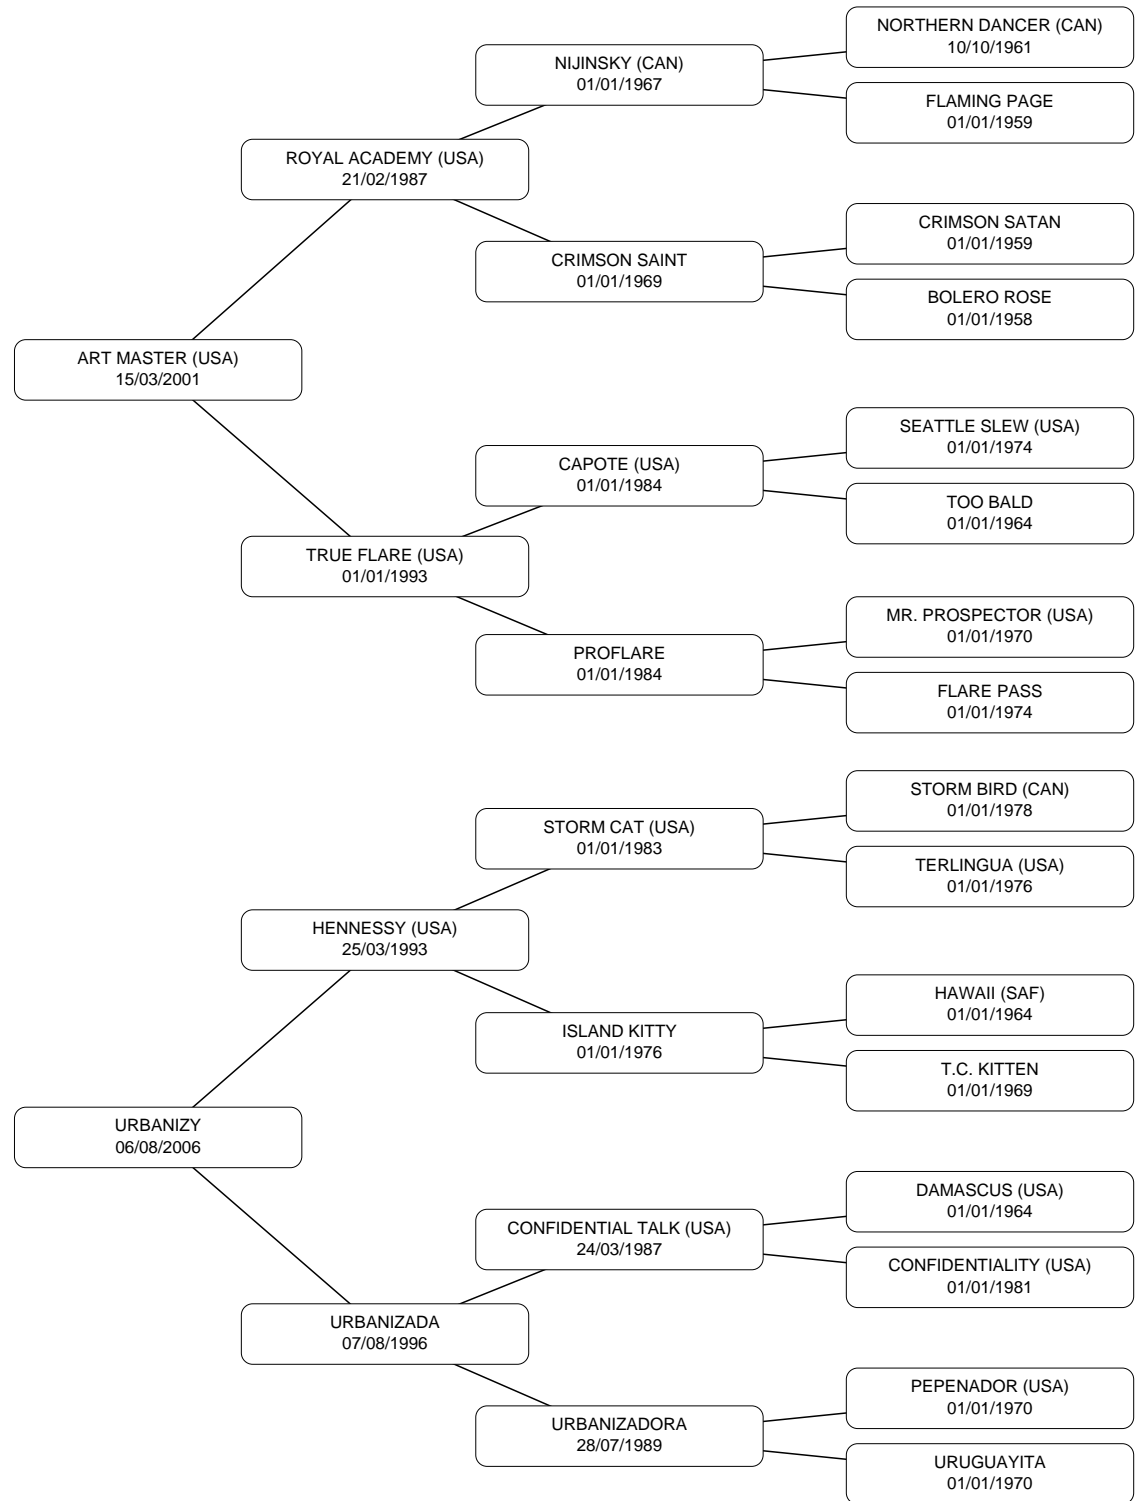 NORTHERN DANCER (CAN)
10/10/1961
NIJINSKY (CAN)
01/01/1967
FLAMING PAGE
01/01/1959
ROYAL ACADEMY (USA)
21/02/1987
CRIMSON SATAN
01/01/1959
CRIMSON SAINT
01/01/1969
BOLERO ROSE
01/01/1958
ART MASTER (USA)
15/03/2001
SEATTLE SLEW (USA)
01/01/1974
CAPOTE (USA)
01/01/1984
TOO BALD
01/01/1964
TRUE FLARE (USA)
01/01/1993
MR. PROSPECTOR (USA)
01/01/1970
PROFLARE
01/01/1984
FLARE PASS
01/01/1974
STORM BIRD (CAN)
01/01/1978
STORM CAT (USA)
01/01/1983
TERLINGUA (USA)
01/01/1976
HENNESSY (USA)
25/03/1993
HAWAII (SAF)
01/01/1964
ISLAND KITTY
01/01/1976
T.C. KITTEN
01/01/1969
URBANIZY
06/08/2006
DAMASCUS (USA)
01/01/1964
CONFIDENTIAL TALK (USA)
24/03/1987
CONFIDENTIALITY (USA)
01/01/1981
URBANIZADA
07/08/1996
PEPENADOR (USA)
01/01/1970
URBANIZADORA
28/07/1989
URUGUAYITA
01/01/1970